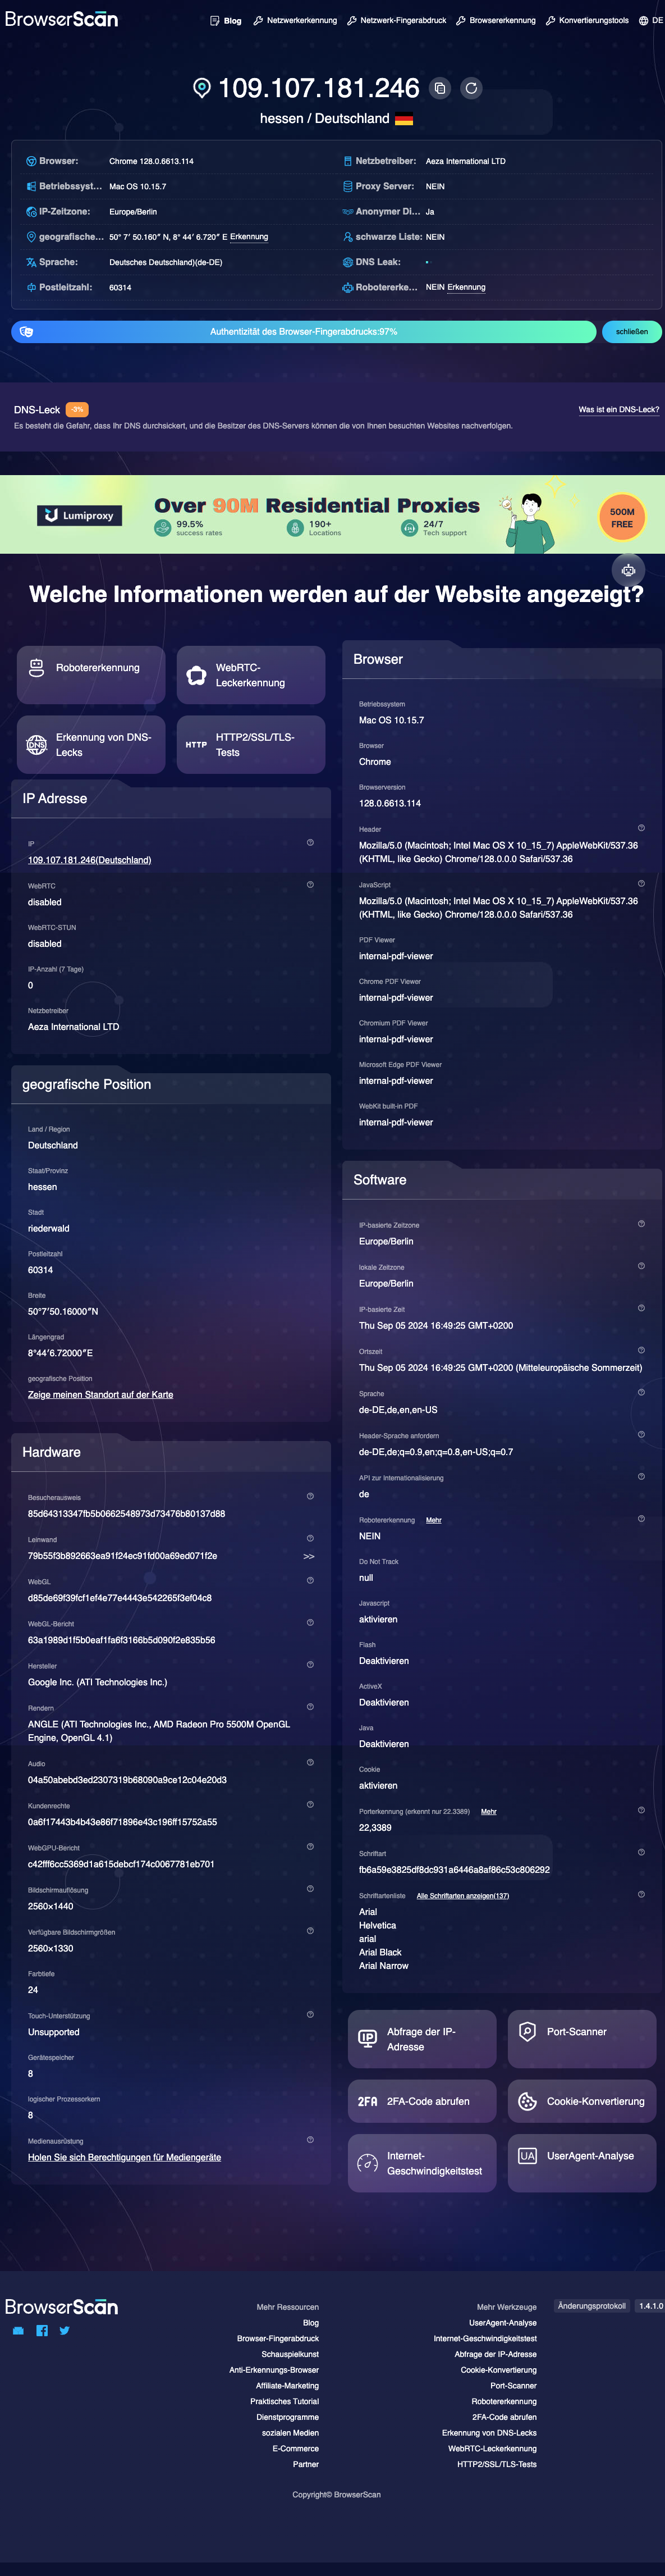 BrowserScan
Blog Netzwerkerkennung Netzwerk-Fingerabdruck Browsererkennung Konvertierungstools DE
109.107.181.246
hessen / Deutschland
Browser: Chrome 128.0.6613.114
Netzbetreiber: Aeza International LTD
Betriebssyst... Mac OS 10.15.7
Proxy Server: NEIN
IP-Zeitzone: Europe/Berlin
Anonymer Di... Ja
geografische... 50° 7′ 50.160″ N, 8° 44′ 6.720″ E Erkennung
schwarze Liste: NEIN
Sprache: Deutsches Deutschland)(de-DE)
DNS Leak:
Postleitzahl: 60314
Robotererke... NEIN Erkennung
Authentizität des Browser-Fingerabdrucks:97%
schließen
DNS-Leck -3%
Was ist ein DNS-Leck?
Es besteht die Gefahr, dass Ihr DNS durchsickert, und die Besitzer des DNS-Servers können die von Ihnen besuchten Websites nachverfolgen.
Lumiproxy
Over 90M Residential Proxies
99.5%
success rates
190+
Locations
24/7
Tech support
500M
FREE
Welche Informationen werden auf der Website angezeigt?
Robotererkennung
WebRTC-
Leckerkennung
Erkennung von DNS-
Lecks
HTTP HTTP2/SSL/TLS-
Tests
IP Adresse
IP
109.107.181.246(Deutschland)
WebRTC
disabled
WebRTC-STUN
disabled
IP-Anzahl (7 Tage)
0
Netzbetreiber
Aeza International LTD
geografische Position
Land / Region
Deutschland
Staat/Provinz
hessen
Stadt
riederwald
Postleitzahl
60314
Breite
50°7′50.16000″N
Längengrad
8°44′6.72000″E
geografische Position
Zeige meinen Standort auf der Karte
Hardware
Besucherausweis
85d64313347fb5b0662548973d73476b80137d88
Leinwand
79b55f3b892663ea91f24ec91fd00a69ed071f2e >>
WebGL
d85de69f39fcf1ef4e77e4443e542265f3ef04c8
WebGL-Bericht
63a1989d1f5b0eaf1fa6f3166b5d090f2e835b56
Hersteller
Google Inc. (ATI Technologies Inc.)
Rendern
ANGLE (ATI Technologies Inc., AMD Radeon Pro 5500M OpenGL
Engine, OpenGL 4.1)
Audio
04a50abebd3ed2307319b68090a9ce12c04e20d3
Kundenrechte
0a6f17443b4b43e86f71896e43c196ff15752a55
WebGPU-Bericht
c42fff6cc5369d1a615debcf174c0067781eb701
Bildschirmauflösung
2560×1440
Verfügbare Bildschirmgrößen
2560×1330
Farbtiefe
24
Touch-Unterstützung
Unsupported
Gerätespeicher
8
logischer Prozessorkern
8
Medienausrüstung
Holen Sie sich Berechtigungen für Mediengeräte
Browser
Betriebssystem
Mac OS 10.15.7
Browser
Chrome
Browserversion
128.0.6613.114
Header
Mozilla/5.0 (Macintosh; Intel Mac OS X 10_15_7) AppleWebKit/537.36
(KHTML, like Gecko) Chrome/128.0.0.0 Safari/537.36
JavaScript
Mozilla/5.0 (Macintosh; Intel Mac OS X 10_15_7) AppleWebKit/537.36
(KHTML, like Gecko) Chrome/128.0.0.0 Safari/537.36
PDF Viewer
internal-pdf-viewer
Chrome PDF Viewer
internal-pdf-viewer
Chromium PDF Viewer
internal-pdf-viewer
Microsoft Edge PDF Viewer
internal-pdf-viewer
WebKit built-in PDF
internal-pdf-viewer
Software
IP-basierte Zeitzone
Europe/Berlin
lokale Zeitzone
Europe/Berlin
IP-basierte Zeit
Thu Sep 05 2024 16:49:25 GMT+0200
Ortszeit
Thu Sep 05 2024 16:49:25 GMT+0200 (Mitteleuropäische Sommerzeit)
Sprache
de-DE,de,en,en-US
Header-Sprache anfordern
de-DE,de;q=0.9,en;q=0.8,en-US;q=0.7
API zur Internationalisierung
de
Robotererkennung Mehr
NEIN
Do Not Track
null
Javascript
aktivieren
Flash
Deaktivieren
ActiveX
Deaktivieren
Java
Deaktivieren
Cookie
aktivieren
Porterkennung (erkennt nur 22.3389) Mehr
22,3389
Schriftart
fb6a59e3825df8dc931a6446a8af86c53c806292
Schriftartenliste Alle Schriftarten anzeigen(137)
Arial
Helvetica
arial
Arial Black
Arial Narrow
IP Abfrage der IP-
Adresse
Port-Scanner
2FA 2FA-Code abrufen
Cookie-Konvertierung
Internet-
Geschwindigkeitstest
UA UserAgent-Analyse
BrowserScan
Mehr Ressourcen
Blog
Browser-Fingerabdruck
Schauspielkunst
Anti-Erkennungs-Browser
Affiliate-Marketing
Praktisches Tutorial
Dienstprogramme
sozialen Medien
E-Commerce
Partner
Mehr Werkzeuge
UserAgent-Analyse
Internet-Geschwindigkeitstest
Abfrage der IP-Adresse
Cookie-Konvertierung
Port-Scanner
Robotererkennung
2FA-Code abrufen
Erkennung von DNS-Lecks
WebRTC-Leckerkennung
HTTP2/SSL/TLS-Tests
Änderungsprotokoll 1.4.1.0
Copyright© BrowserScan